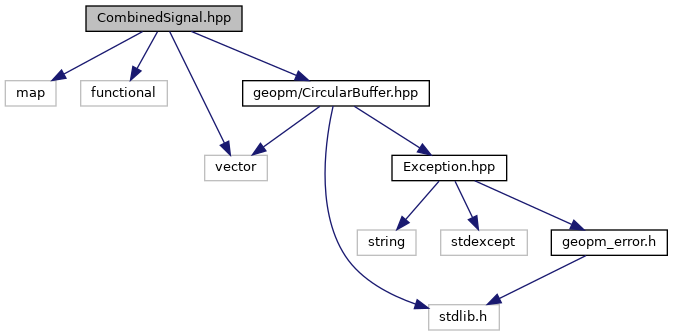 CombinedSignal.hpp
map
functional
geopm/CircularBuffer.hpp
vector
Exception.hpp
string
stdexcept
geopm_error.h
stdlib.h